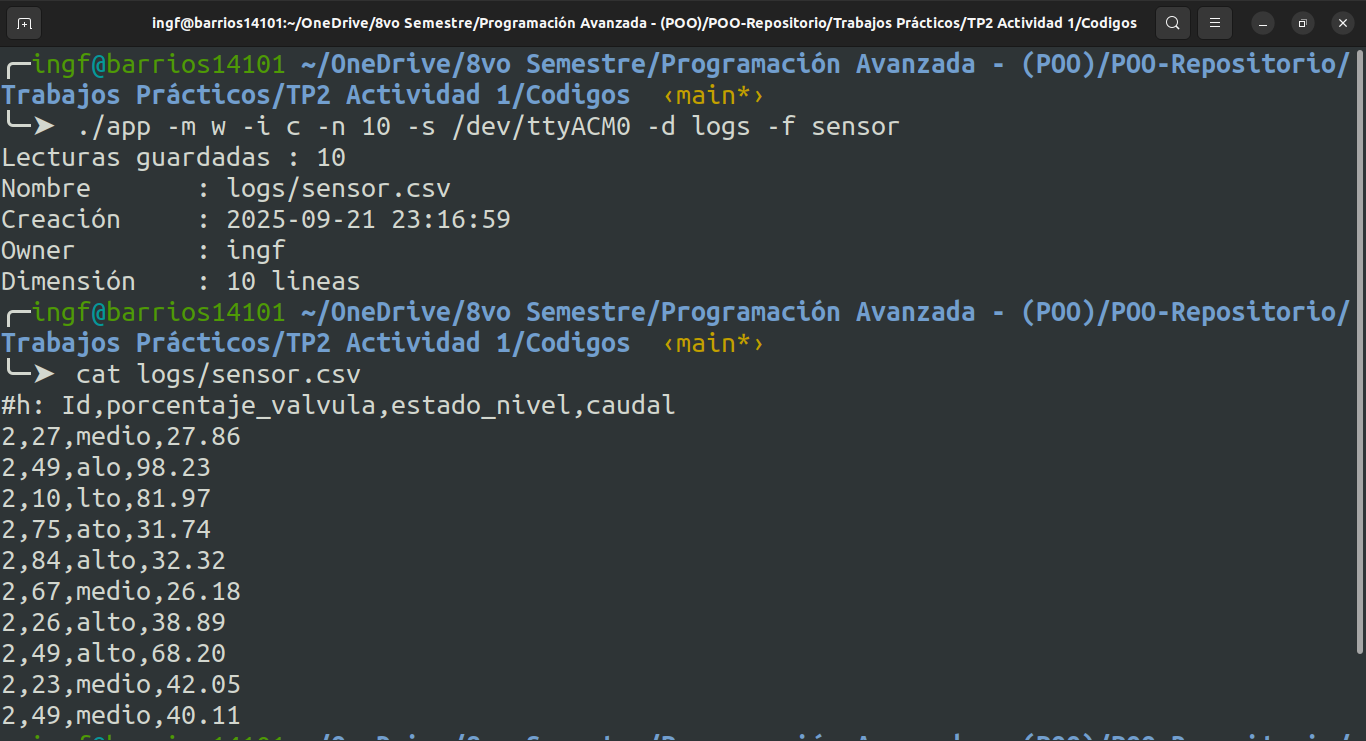 ingf@barrios14101:~/OneDrive/8vo Semestre/Programación Avanzada - (POO)/POO-Repositorio/Trabajos Prácticos/TP2 Actividad 1/Codigos
ingf@barrios14101 ~/OneDrive/8vo Semestre/Programación Avanzada - (POO)/POO-Repositorio/
Trabajos Prácticos/TP2 Actividad 1/Codigos ‹main*›
./app -m w -i c -n 10 -s /dev/ttyACM0 -d logs -f sensor
Lecturas guardadas : 10
Nombre : logs/sensor.csv
Creación : 2025-09-21 23:16:59
Owner : ingf
Dimensión : 10 lineas
ingf@barrios14101 ~/OneDrive/8vo Semestre/Programación Avanzada - (POO)/POO-Repositorio/
Trabajos Prácticos/TP2 Actividad 1/Codigos ‹main*›
cat logs/sensor.csv
#h: Id,porcentaje_valvula,estado_nivel,caudal
2,27,medio,27.86
2,49,alo,98.23
2,10,lto,81.97
2,75,ato,31.74
2,84,alto,32.32
2,67,medio,26.18
2,26,alto,38.89
2,49,alto,68.20
2,23,medio,42.05
2,49,medio,40.11